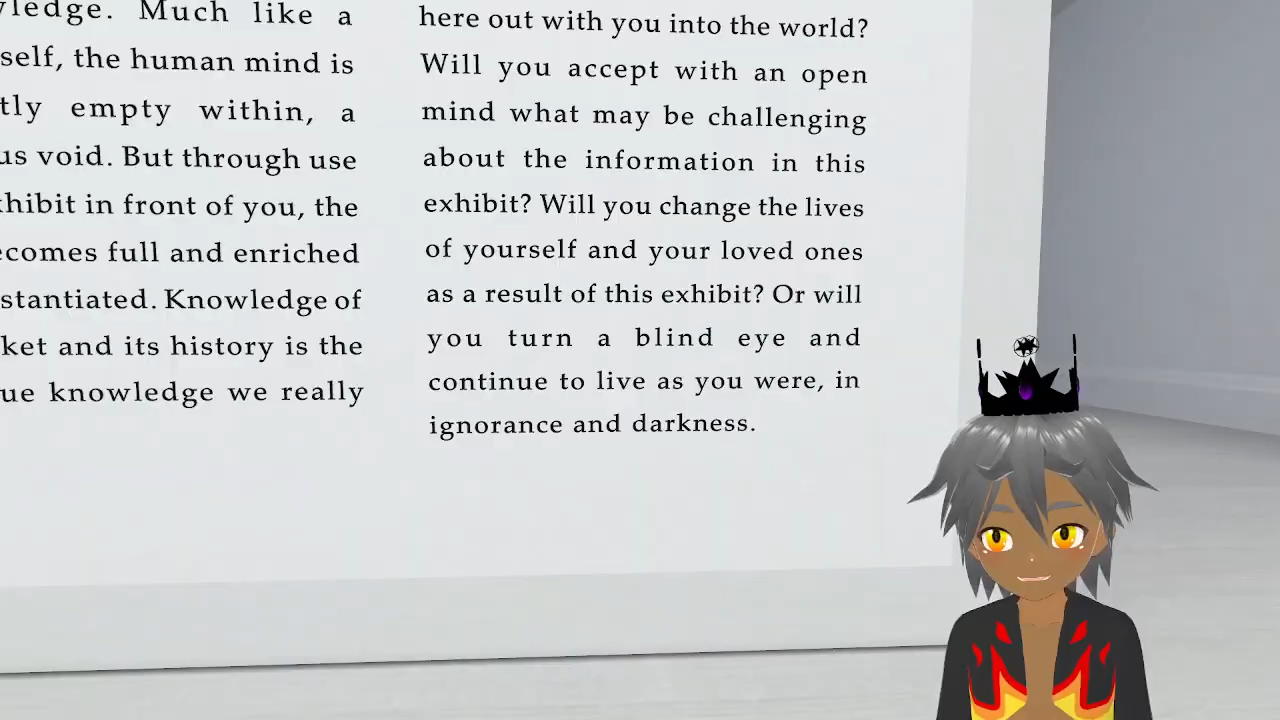 ledge. Much like a
self, the human mind is
tly empty within, a
us void. But through use
hibit in front of you, the
ecomes full and enriched
stantiated. Knowledge of
ket and its history is the
ue knowledge we really
here out with you into the world?
Will you accept with an open
mind what may be challenging
about the information in this
exhibit? Will you change the lives
of yourself and your loved ones
as a result of this exhibit? Or will
you turn a blind eye and
continue to live as you were, in
ignorance and darkness.